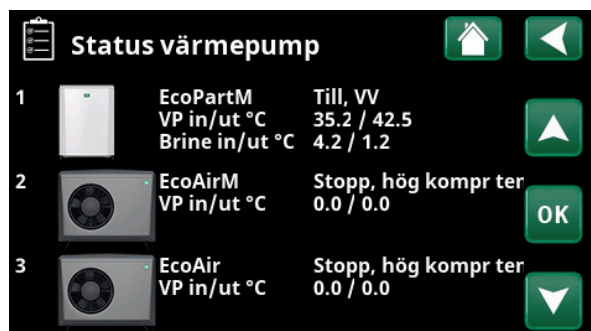 Status värmepump
1 EcoPartM Till, VV
VP in/ut °C 35.2 / 42.5
Brine in/ut °C 4.2 / 1.2
2 EcoAirM Stopp, hög kompr ter
VP in/ut °C 0.0 / 0.0
OK
3 EcoAir Stopp, hög kompr ter
VP in/ut °C 0.0 / 0.0